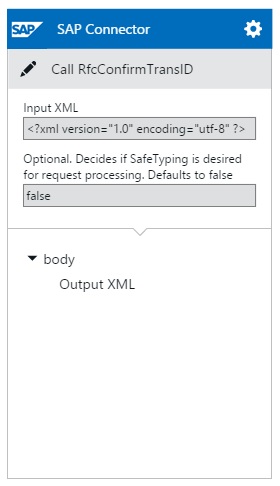 SAP SAP Connector
Call RfcConfirmTransID
Input XML
<?xml version="1.0" encoding="utf-8" ?>
Optional. Decides if SafeTyping is desired
for request processing. Defaults to false
false
body
Output XML